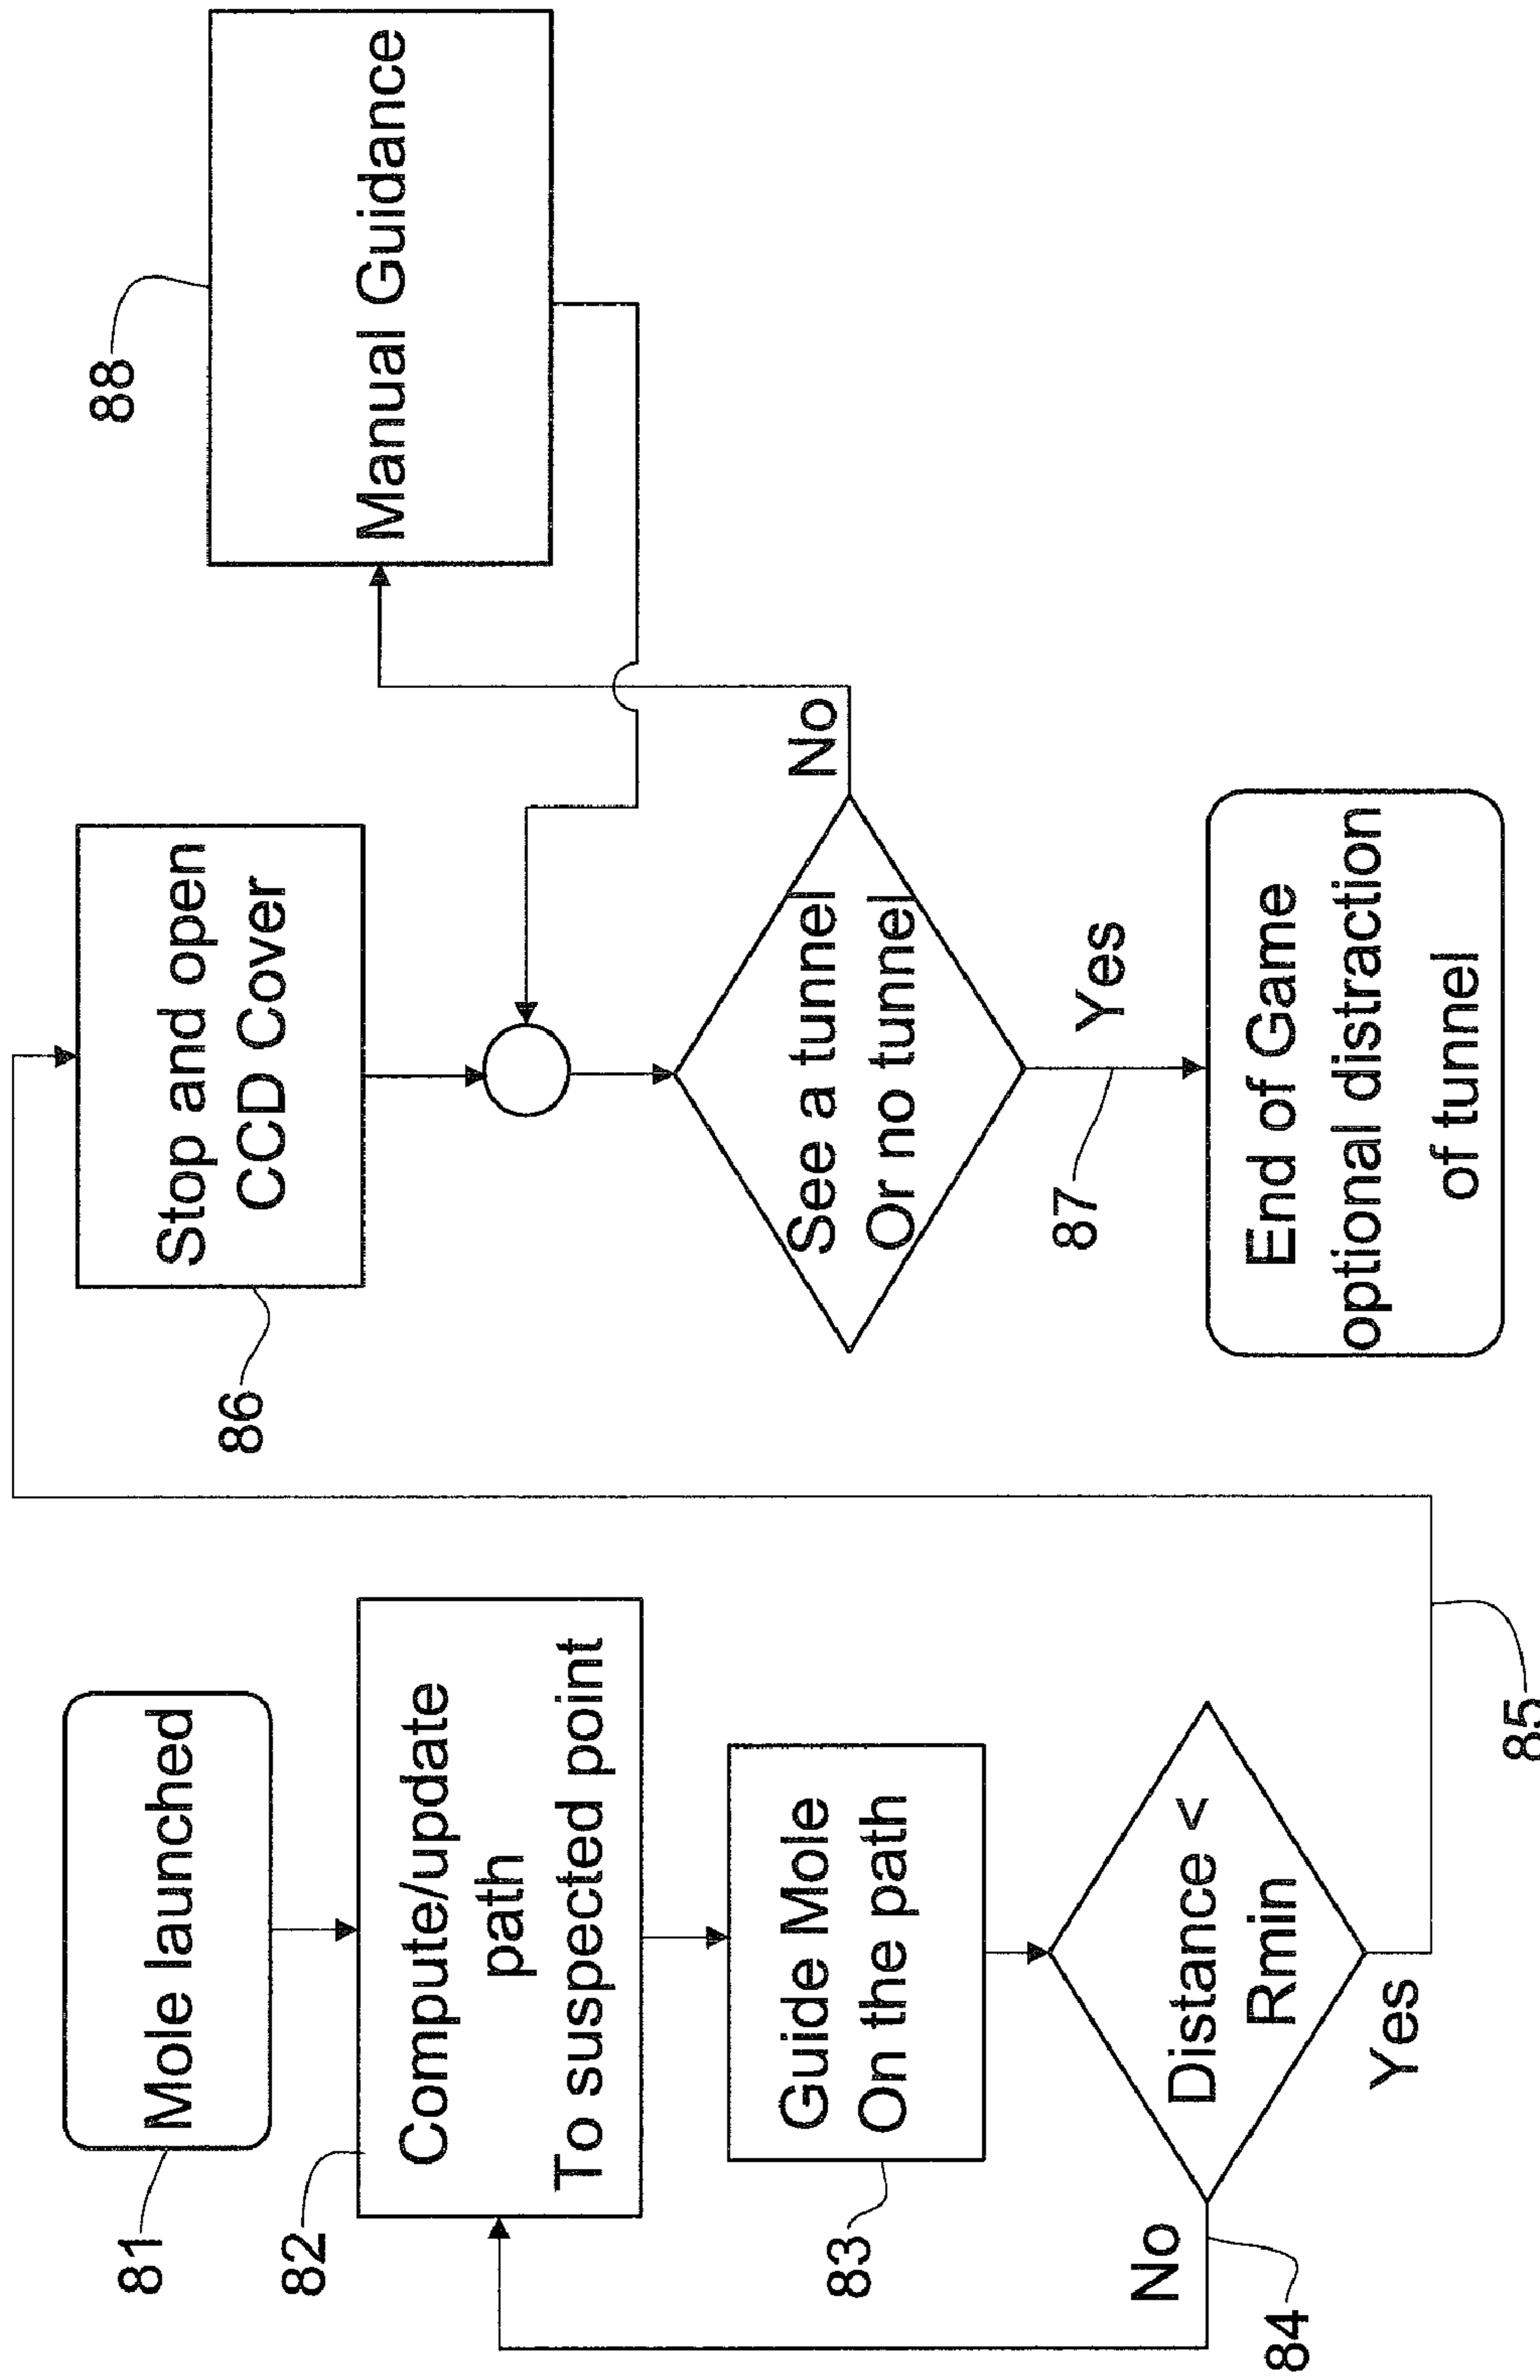 Mole launched
81
Compute/update
path
To suspected point
82
Guide Mole
On the path
83
Distance <
Rmin
No
84
Yes
85
Stop and open
CCD Cover
86
See a tunnel
Or no tunnel
No
Yes
87
End of Game
optional distraction
of tunnel
Manual Guidance
88